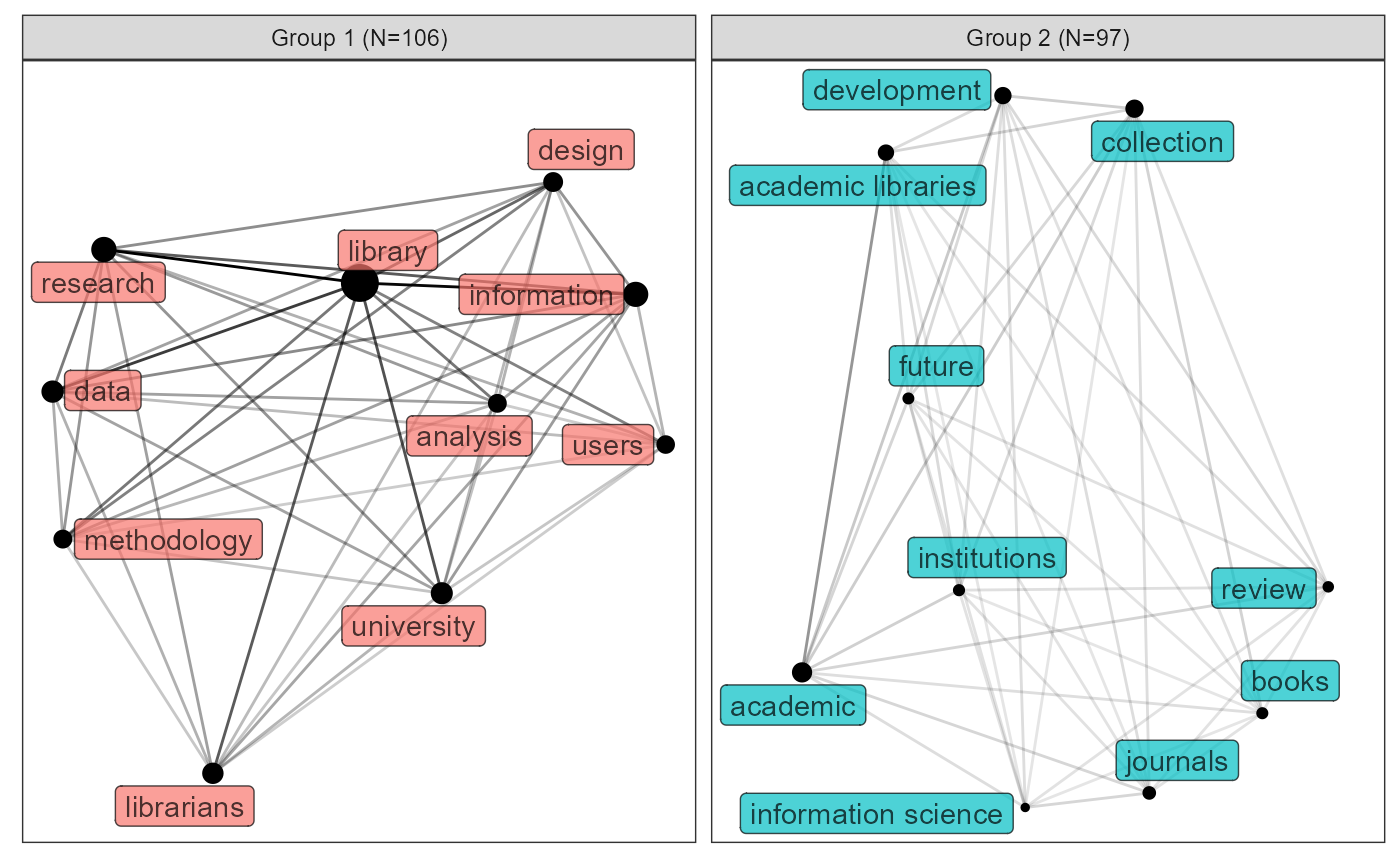 Group 1 (N=106)
design
library
research
information
data
analysis
users
methodology
university
librarians
Group 2 (N=97)
development
collection
academic libraries
future
institutions
review
books
academic
journals
information science